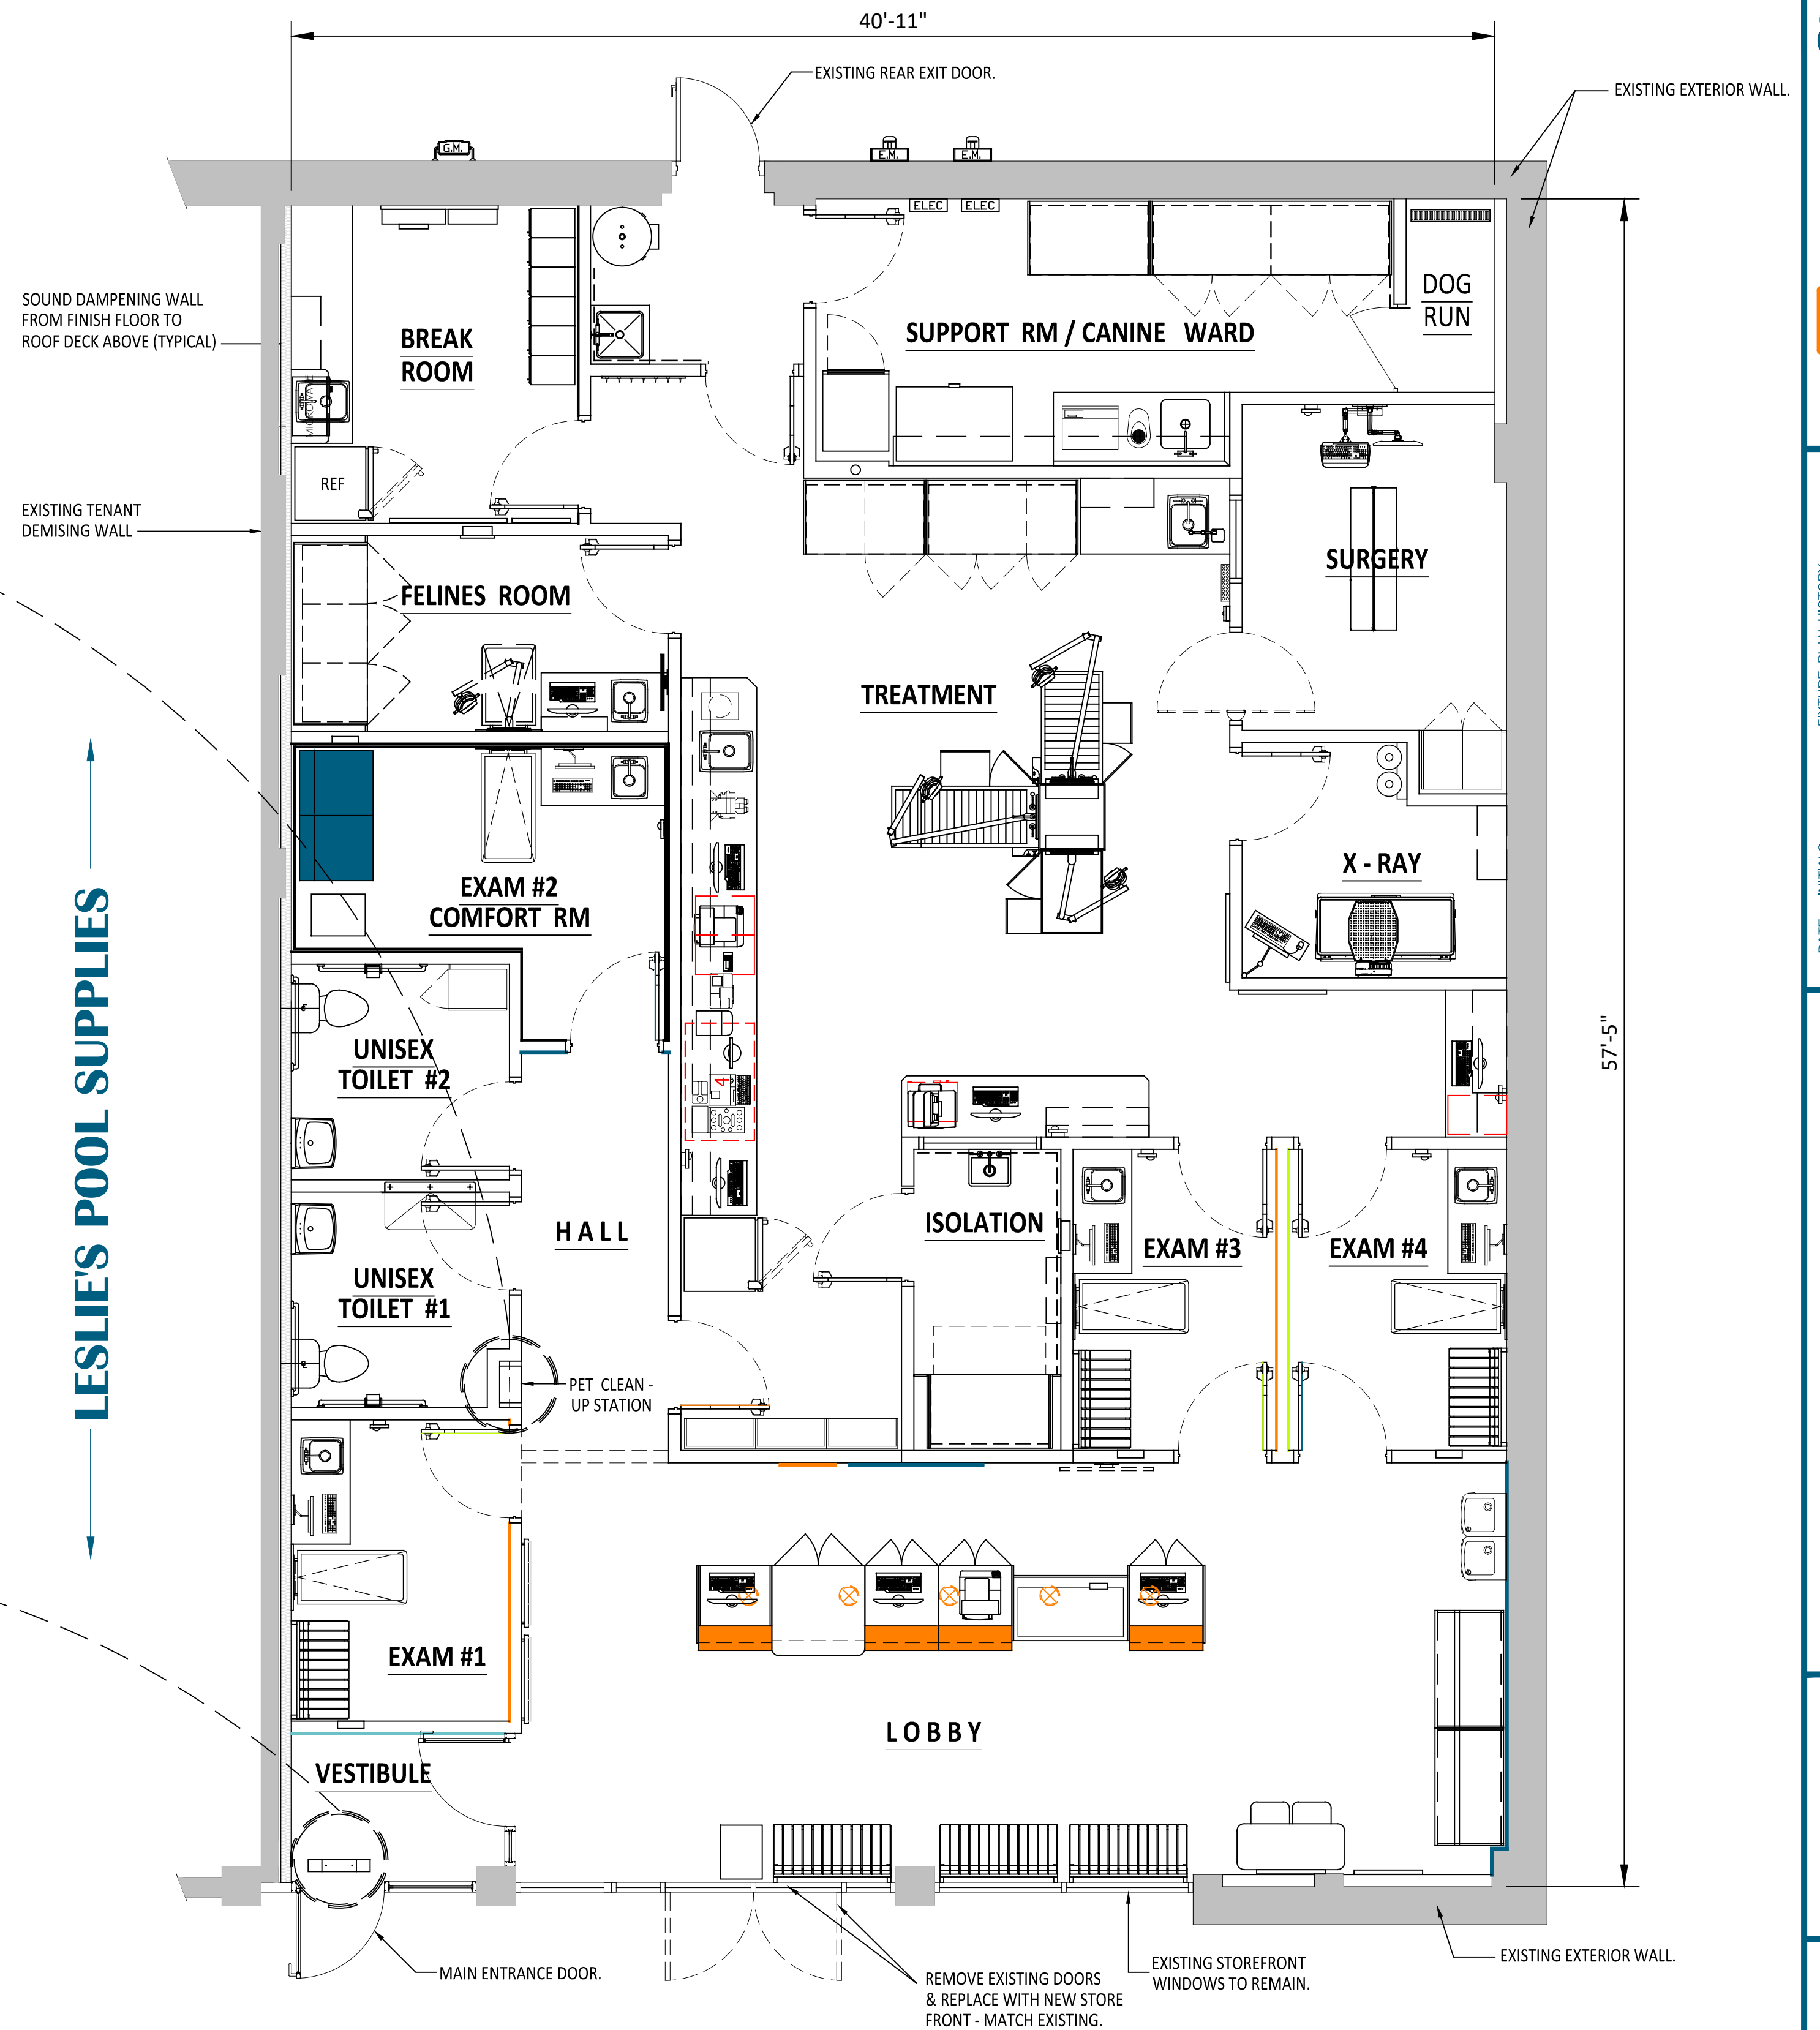 40'-11"
EXISTING REAR EXIT DOOR.
EXISTING EXTERIOR WALL.
G.M.
E.M.
E.M.
ELEC
ELEC
SOUND DAMPENING WALL
FROM FINISH FLOOR TO
ROOF DECK ABOVE (TYPICAL)
BREAK
ROOM
SUPPORT RM / CANINE WARD
DOG
RUN
MICROWAVE
REF
EXISTING TENANT
DEMISING WALL
SURGERY
FELINES ROOM
TREATMENT
EXAM #2
COMFORT RM
X - RAY
LESLIE'S POOL SUPPLIES
57'-5"
UNISEX
TOILET #2
4
HALL
ISOLATION
EXAM #3
EXAM #4
UNISEX
TOILET #1
PET CLEAN -
UP STATION
EXAM #1
LOBBY
VESTIBULE
MAIN ENTRANCE DOOR.
REMOVE EXISTING DOORS
& REPLACE WITH NEW STORE
FRONT - MATCH EXISTING.
EXISTING STOREFRONT
WINDOWS TO REMAIN.
EXISTING EXTERIOR WALL.